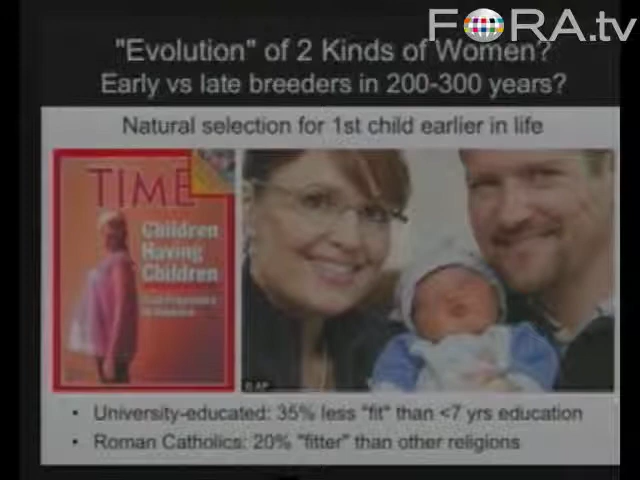 FORA.tv
"Evolution" of 2 Kinds of Women?
Early vs late breeders in 200-300 years?
Natural selection for 1st child earlier in life
TIME
Children
Having
Children
AP
• University-educated: 35% less "fit" than <7 yrs education
• Roman Catholics: 20% "fitter" than other religions